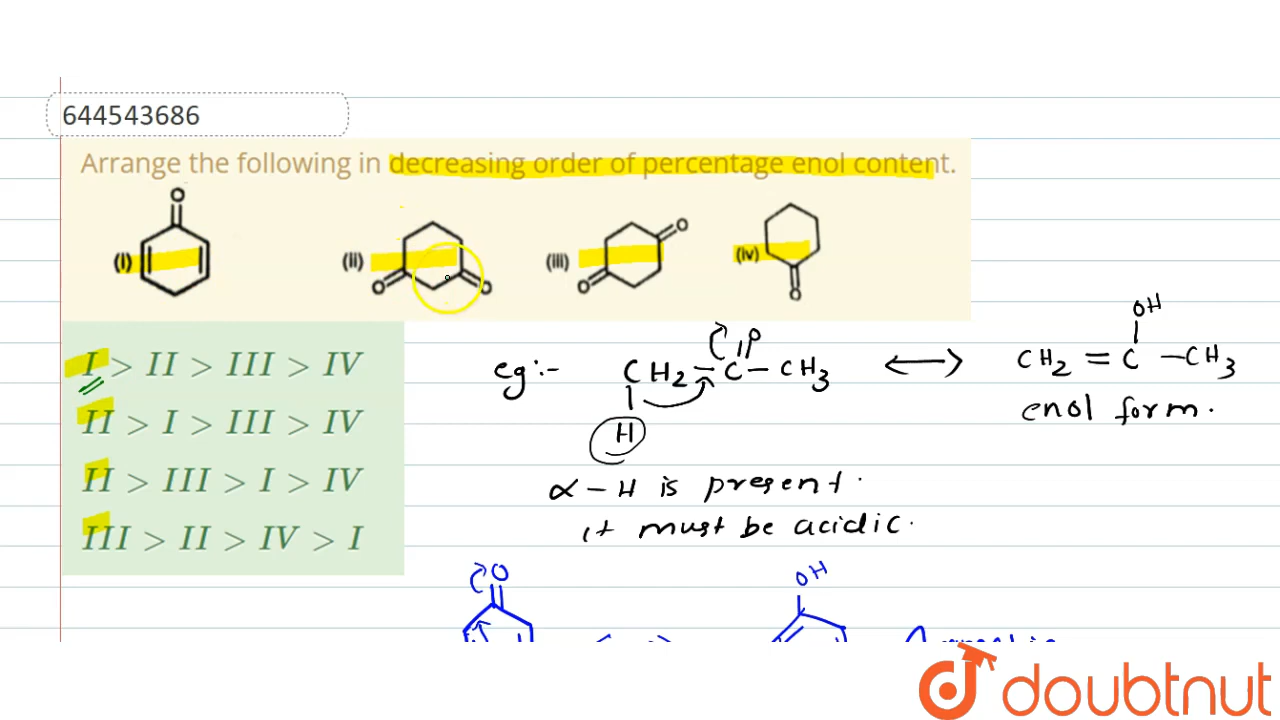 644543686
Arrange the following in decreasing order of percentage enol content.
O
(i) (ii) O O (iii) O O (iv) O
I > II > III > IV
II > I > III > IV
II > III > I > IV
III > II > IV > I
eg:- CH2 - C - CH3 ⟷ CH2 = C - CH3
O OH
H enol form.
α - H is present.
it must be acidic.
O OH
doubtnut